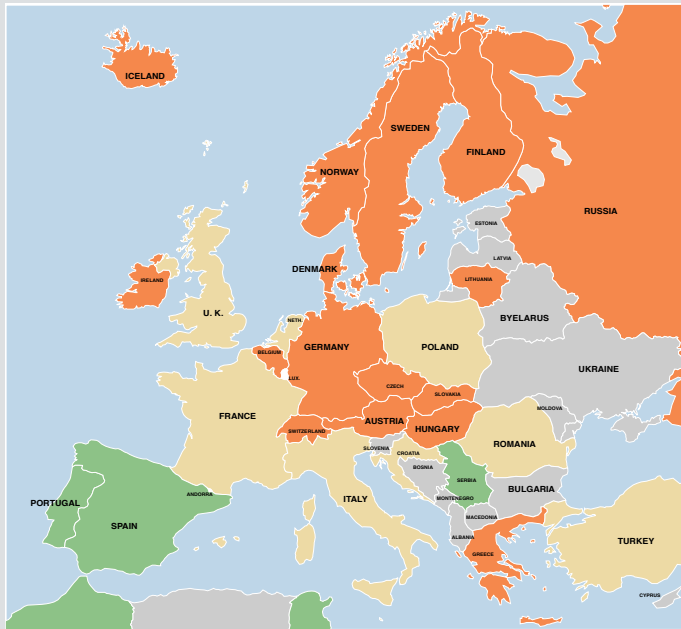 ICELAND
SWEDEN
FINLAND
NORWAY
RUSSIA
ESTONIA
LATVIA
DENMARK
LITHUANIA
IRELAND
U. K.
NETH.
BYELARUS
GERMANY
POLAND
BELGIUM
UKRAINE
LUX.
CZECH
SLOVAKIA
MOLDOVA
FRANCE
AUSTRIA
HUNGARY
SWITZERLAND
ROMANIA
SLOVENIA
CROATIA
BOSNIA
SERBIA
BULGARIA
ANDORRA
ITALY
MONTENEGRO
PORTUGAL
SPAIN
MACEDONIA
ALBANIA
TURKEY
GREECE
CYPRUS